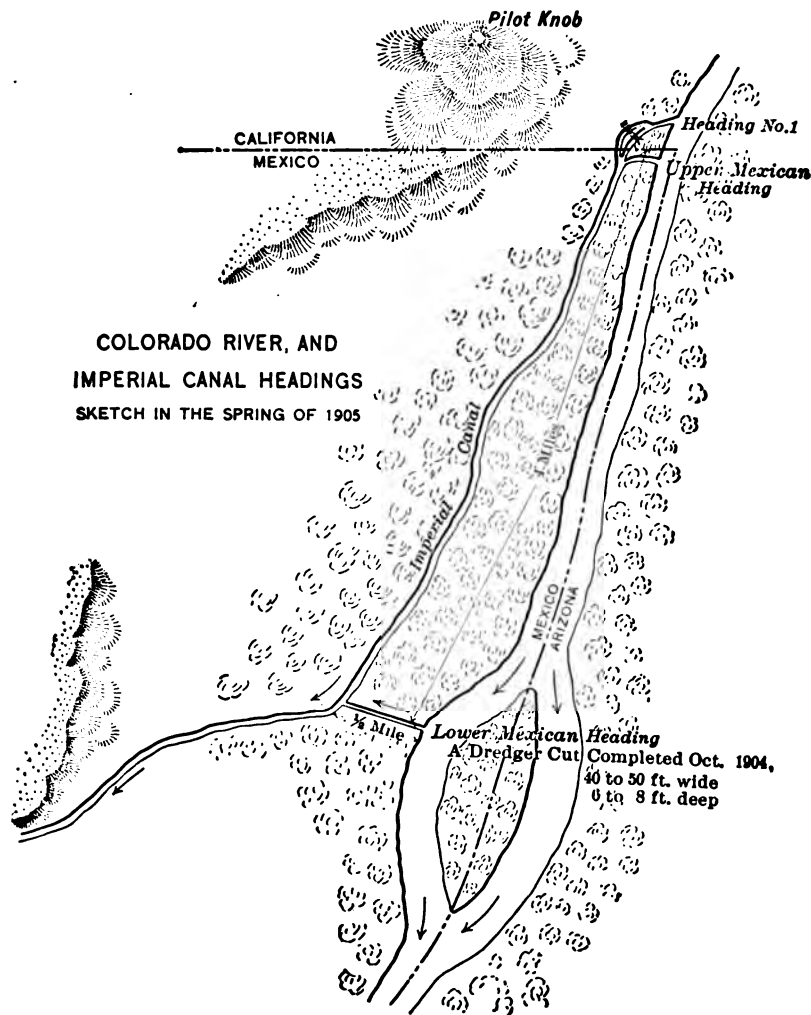 Pilot Knob
CALIFORNIA
MEXICO
Heading No.1
Upper Mexican
Heading
COLORADO RIVER, AND
IMPERIAL CANAL HEADINGS
SKETCH IN THE SPRING OF 1905
Imperial Canal
4 Miles
MEXICO
ARIZONA
½ Mile
Lower Mexican Heading
A Dredger Cut Completed Oct. 1904,
40 to 50 ft. wide
6 to 8 ft. deep